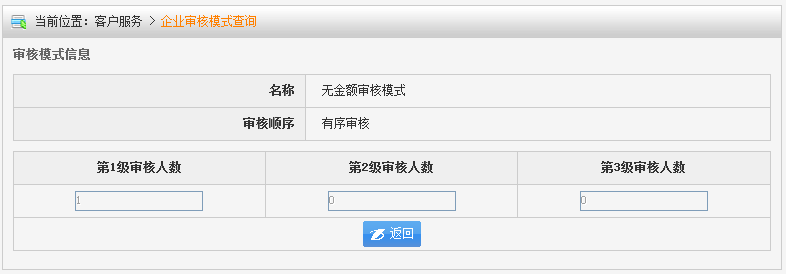 当前位置：客户服务 > 企业审核模式查询
审核模式信息
名称 无金额审核模式
审核顺序 有序审核
第1级审核人数 第2级审核人数 第3级审核人数
1 0 0
返回